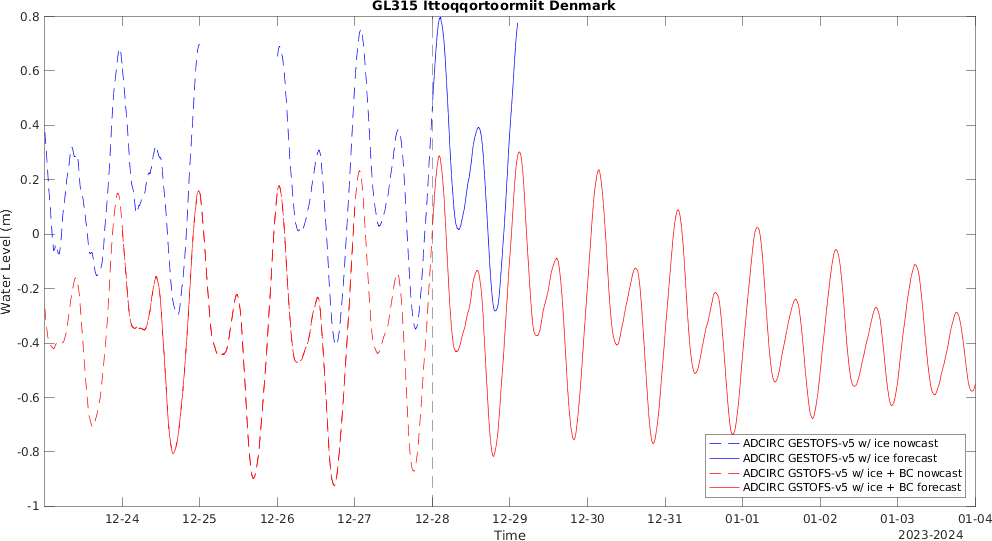 GL315 Ittoqqortoormiit Denmark
0.8
0.6
0.4
0.2
0
-0.2
-0.4
-0.6
-0.8
-1
Water Level (m)
12-24 12-25 12-26 12-27 12-28 12-29 12-30 12-31 01-01 01-02 01-03 01-04
Time
2023-2024
ADCIRC GESTOFS-v5 w/ ice nowcast
ADCIRC GESTOFS-v5 w/ ice forecast
ADCIRC GSTOFS-v5 w/ ice + BC nowcast
ADCIRC GSTOFS-v5 w/ ice + BC forecast